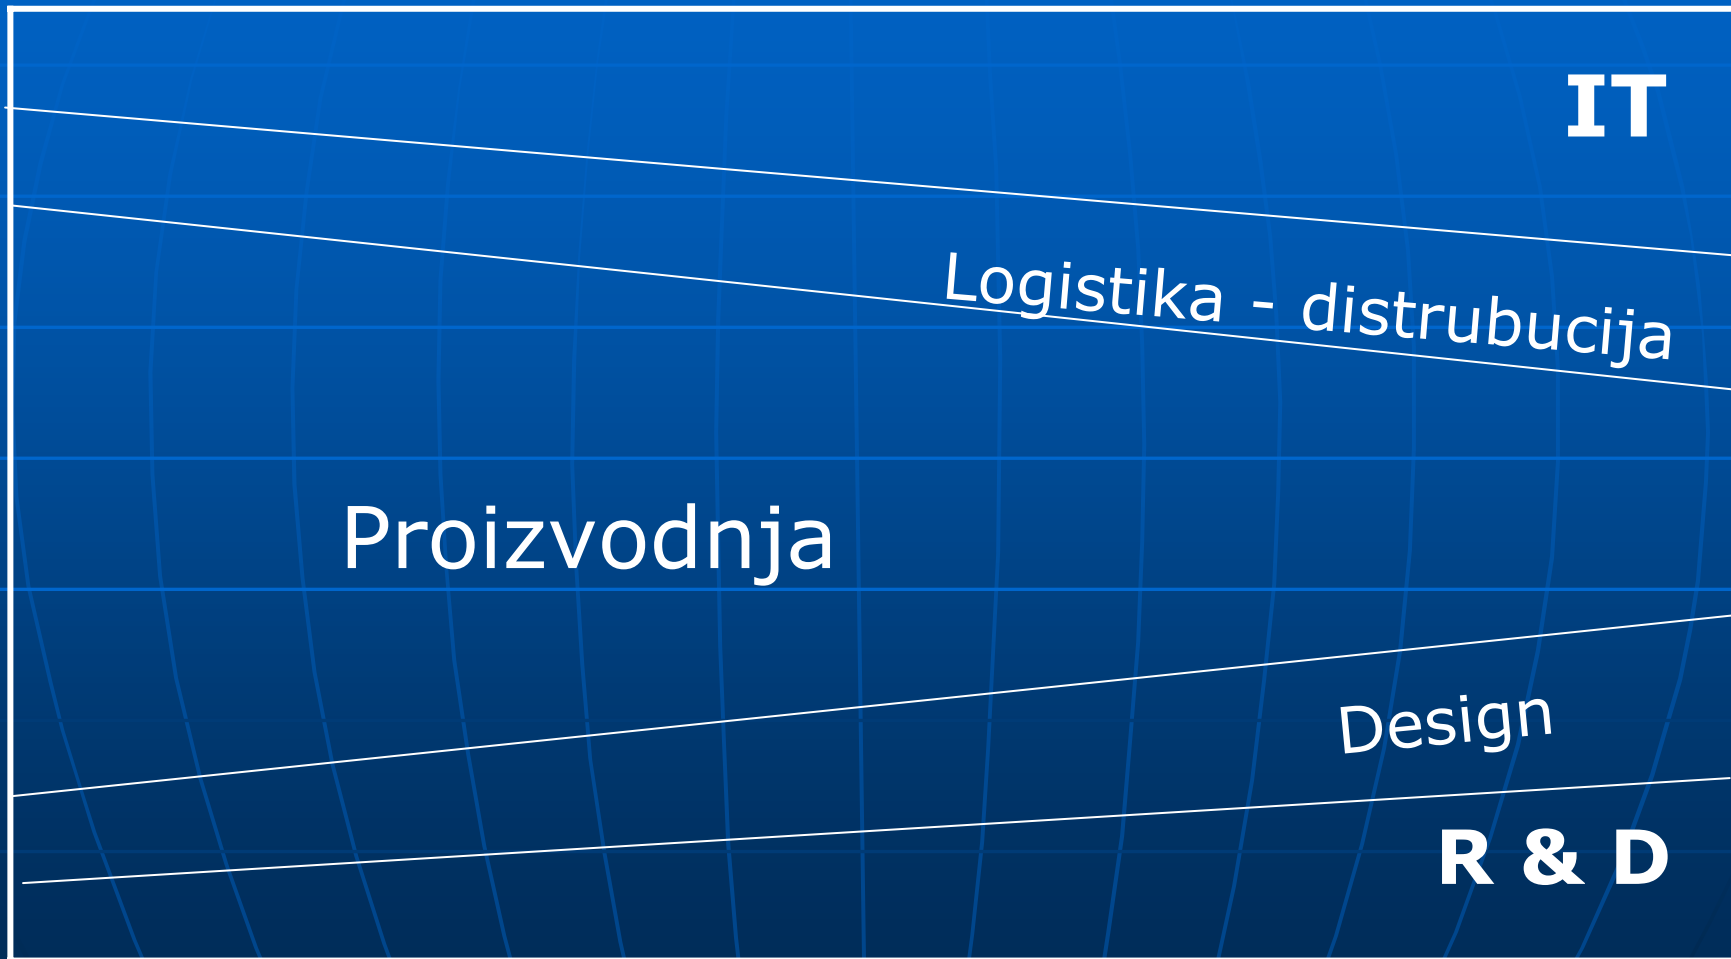 IT
Logistika - distrubucija
Proizvodnja
Design
R & D